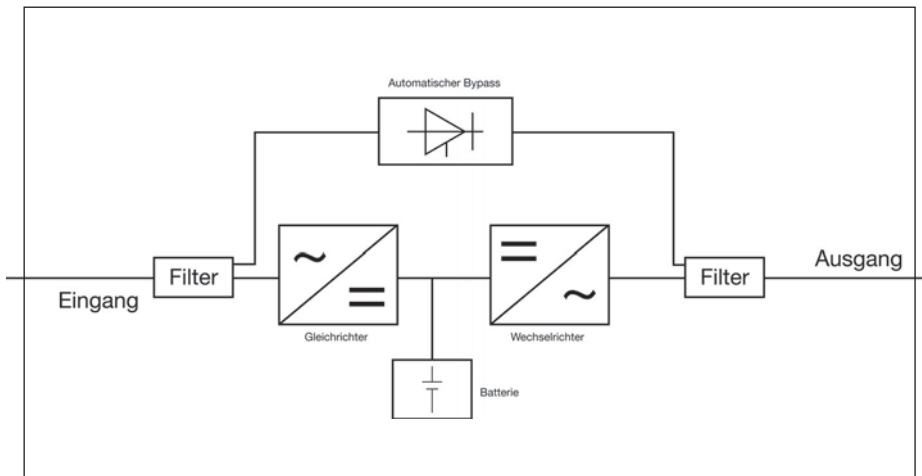 Automatischer Bypass
Filter
Eingang
Gleichrichter
Wechselrichter
Filter
Ausgang
Batterie